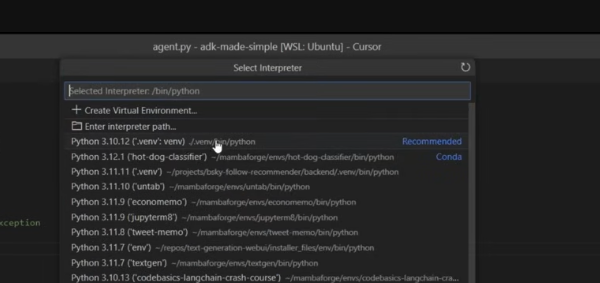 agent.py - adk-made-simple [WSL: Ubuntu] - Cursor
Select Interpreter
Selected Interpreter: /bin/python
+ Create Virtual Environment...
Enter interpreter path...
Python 3.10.12 ('.venv': venv) ./.venv/bin/python Recommended
Python 3.12.1 ('hot-dog-classifier') ~/mambaforge/envs/hot-dog-classifier/bin/python Conda
Python 3.11.11 ('.venv') ~/projects/bsky-follow-recommender/backend/.venv/bin/python
Python 3.11.10 ('untab') ~/mambaforge/envs/untab/bin/python
Python 3.11.9 ('economemo') ~/mambaforge/envs/economemo/bin/python
Python 3.11.9 ('jupyterm8') ~/mambaforge/envs/jupyterm8/bin/python
Python 3.11.8 ('tweet-memo') ~/mambaforge/envs/tweet-memo/bin/python
xception
Python 3.11.7 ('env') ~/repos/text-generation-webui/installer_files/env/bin/python
Python 3.11.7 ('textgen') ~/mambaforge/envs/textgen/bin/python
Python 3.10.13 ('codebasics-langchain-crash-course') ~/mambaforge/envs/codebasics-langchain-cra...